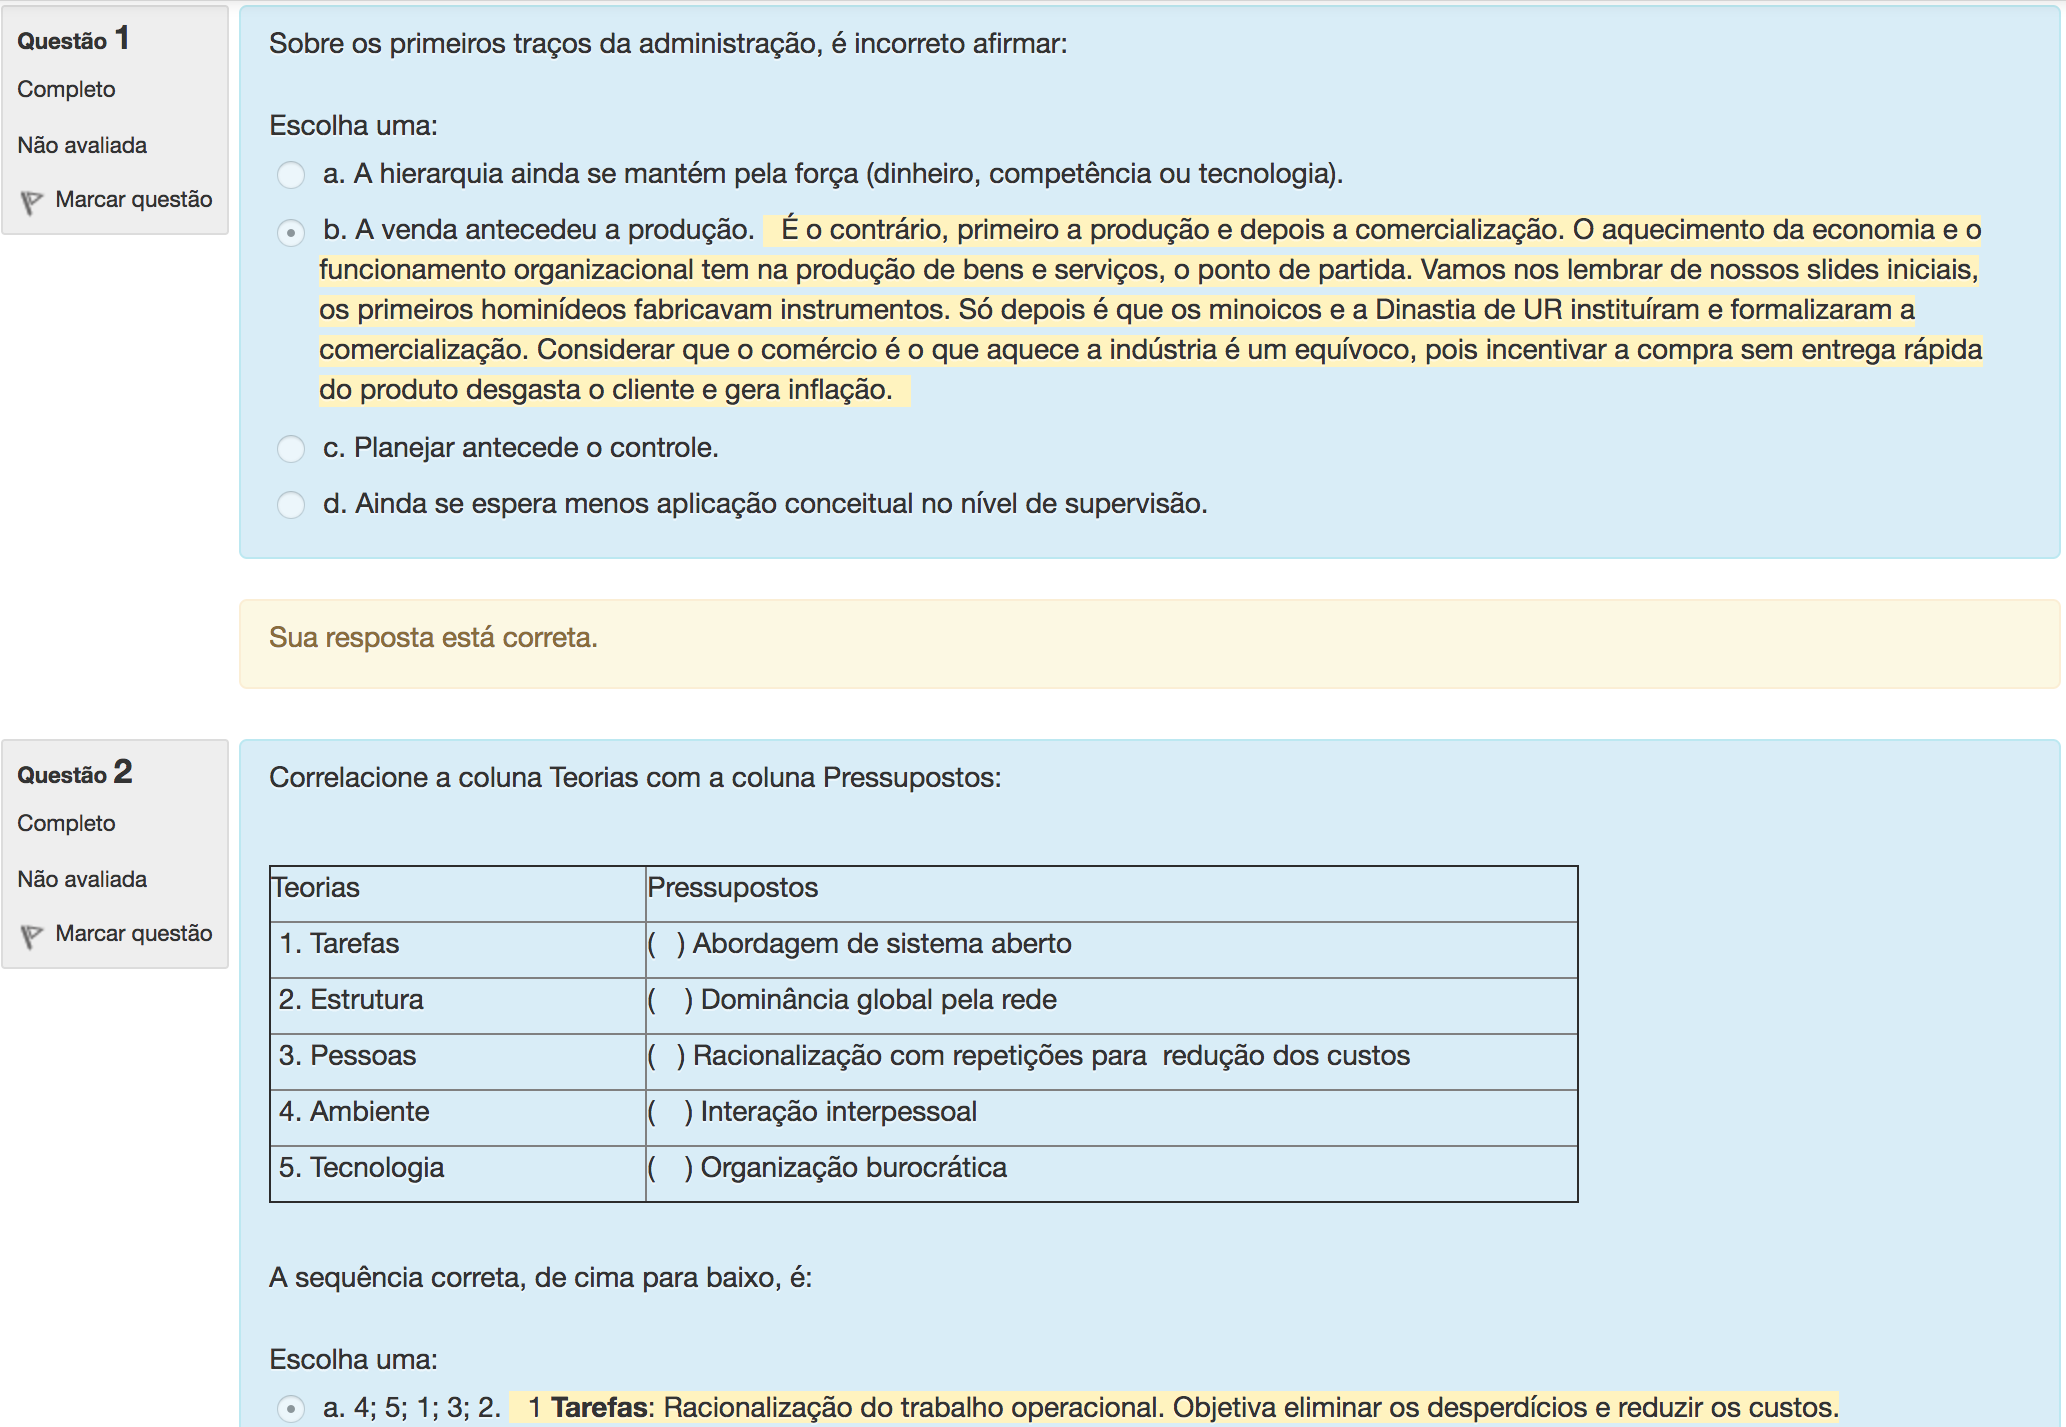 Questão 1
Completo
Não avaliada
Marcar questão
Sobre os primeiros traços da administração, é incorreto afirmar:
Escolha uma:
a. A hierarquia ainda se mantém pela força (dinheiro, competência ou tecnologia).
b. A venda antecedeu a produção. É o contrário, primeiro a produção e depois a comercialização. O aquecimento da economia e o
funcionamento organizacional tem na produção de bens e serviços, o ponto de partida. Vamos nos lembrar de nossos slides iniciais,
os primeiros hominídeos fabricavam instrumentos. Só depois é que os minoicos e a Dinastia de UR instituíram e formalizaram a
comercialização. Considerar que o comércio é o que aquece a indústria é um equívoco, pois incentivar a compra sem entrega rápida
do produto desgasta o cliente e gera inflação.
c. Planejar antecede o controle.
d. Ainda se espera menos aplicação conceitual no nível de supervisão.
Sua resposta está correta.
Questão 2
Completo
Não avaliada
Marcar questão
Correlacione a coluna Teorias com a coluna Pressupostos:
Teorias Pressupostos
1. Tarefas ( ) Abordagem de sistema aberto
2. Estrutura ( ) Dominância global pela rede
3. Pessoas ( ) Racionalização com repetições para redução dos custos
4. Ambiente ( ) Interação interpessoal
5. Tecnologia ( ) Organização burocrática
A sequência correta, de cima para baixo, é:
Escolha uma:
a. 4; 5; 1; 3; 2. 1 Tarefas: Racionalização do trabalho operacional. Objetiva eliminar os desperdícios e reduzir os custos.